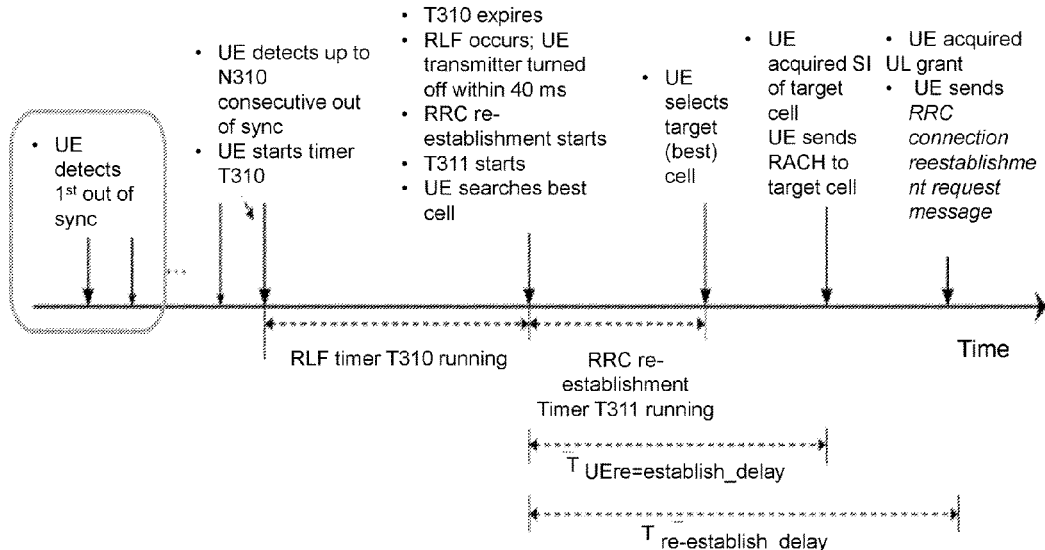 • UE
detects
1st out of
sync
...
• UE detects up to
N310
consecutive out
of sync
• UE starts timer
T310
• T310 expires
• RLF occurs; UE
transmitter turned
off within 40 ms
• RRC re-
establishment starts
• T311 starts
• UE searches best
cell
• UE
selects
target
(best)
cell
• UE
acquired SI
of target
cell
UE sends
RACH to
target cell
• UE acquired
UL grant
• UE sends
RRC
connection
reestablishme
nt request
message
Time
RLF timer T310 running
RRC re-
establishment
Timer T311 running
T UEre=establish_delay
T re-establish_delay